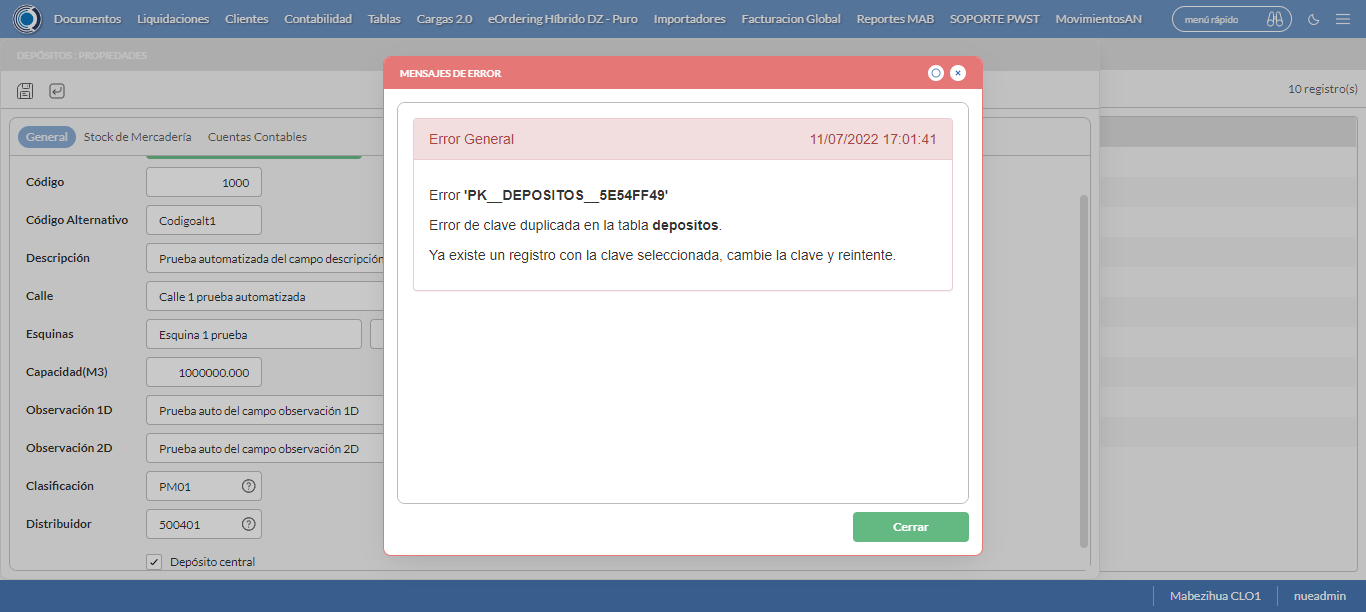 Documentos Liquidaciones Clientes Contabilidad Tablas Cargas 2.0 eOrdering Híbrido DZ - Puro Importadores Facturacion Global Reportes MAB SOPORTE PWST MovimientosAN menú rápido
DEPÓSITOS : PROPIEDADES
MENSAJES DE ERROR
10 registro(s)
General Stock de Mercadería Cuentas Contables
Error General 11/07/2022 17:01:41
Error 'PK__DEPOSITOS__5E54FF49'
Error de clave duplicada en la tabla depositos.
Ya existe un registro con la clave seleccionada, cambie la clave y reintente.
Cerrar
Código 1000
Código Alternativo Codigoalt1
Descripción Prueba automatizada del campo descripción
Calle Calle 1 prueba automatizada
Esquinas Esquina 1 prueba
Capacidad(M3) 1000000.000
Observación 1D Prueba auto del campo observación 1D
Observación 2D Prueba auto del campo observación 2D
Clasificación PM01
Distribuidor 500401
Depósito central
Mabezihua CLO1 nueadmin